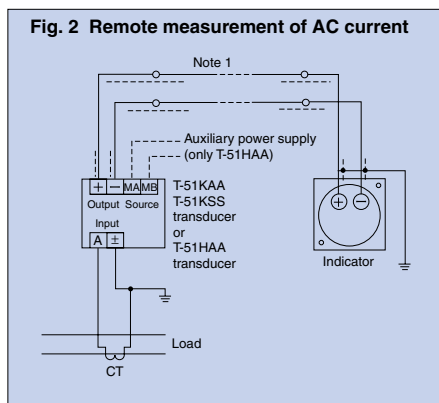 Fig. 2 Remote measurement of AC current
Note 1
Auxiliary power supply
(only T-51HAA)
+ − MA MB
Output Source
Input
A ±
T-51KAA
T-51KSS
transducer
or
T-51HAA
transducer
+ −
Indicator
Load
CT